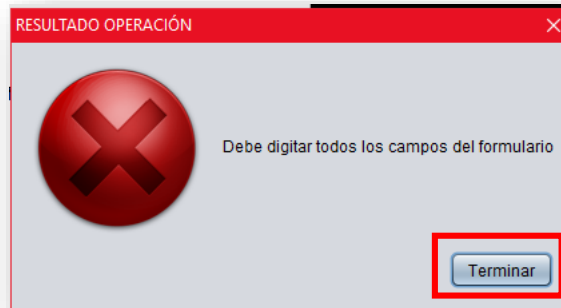 RESULTADO OPERACIÓN
Debe digitar todos los campos del formulario
Terminar